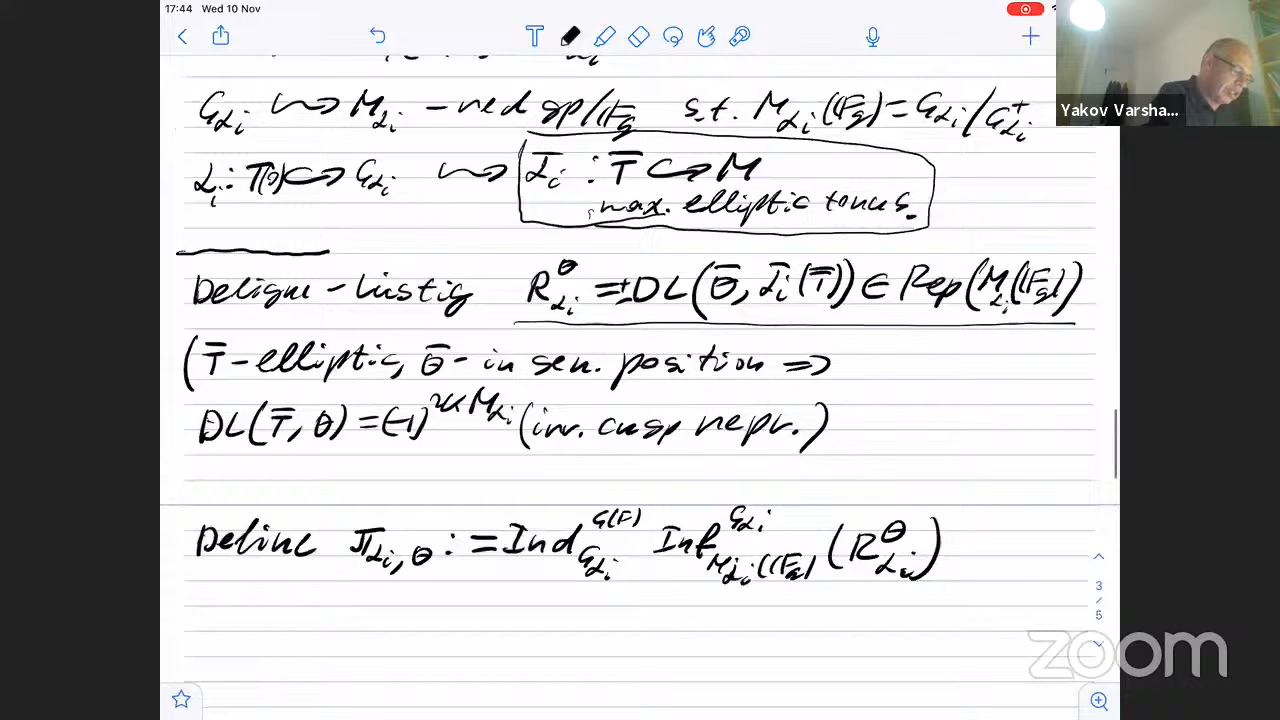 17:44 Wed 10 Nov
G_{α_i} ⇝ M_{α_i} - red gp/𝔽_q s.t. M_{α_i}(𝔽_q) = G_{α_i}/G^+_{α_i}
α_i : T(O) ↪ G_{α_i} ⇝ ᾱ_i : T̄ ↪ M
max. elliptic torus.
Yakov Varsha...
Deligne-Lustig R^θ_{α_i} = ±DL(θ̄, ᾱ_i(T̄)) ∈ Rep(M_{α_i}(𝔽_q))
(T̄ - elliptic, θ̄ - in gen. position ⇒
DL(T̄, θ) = (-1)^{rk M_{α_i}} (irr. cusp repr.)
Define π_{α_i, θ} := Ind^{G(F)}_{G_{α_i}} Inf^{G_{α_i}}_{M_{α_i}(𝔽_q)} (R^θ_{α_i})
3
/
5
zoom